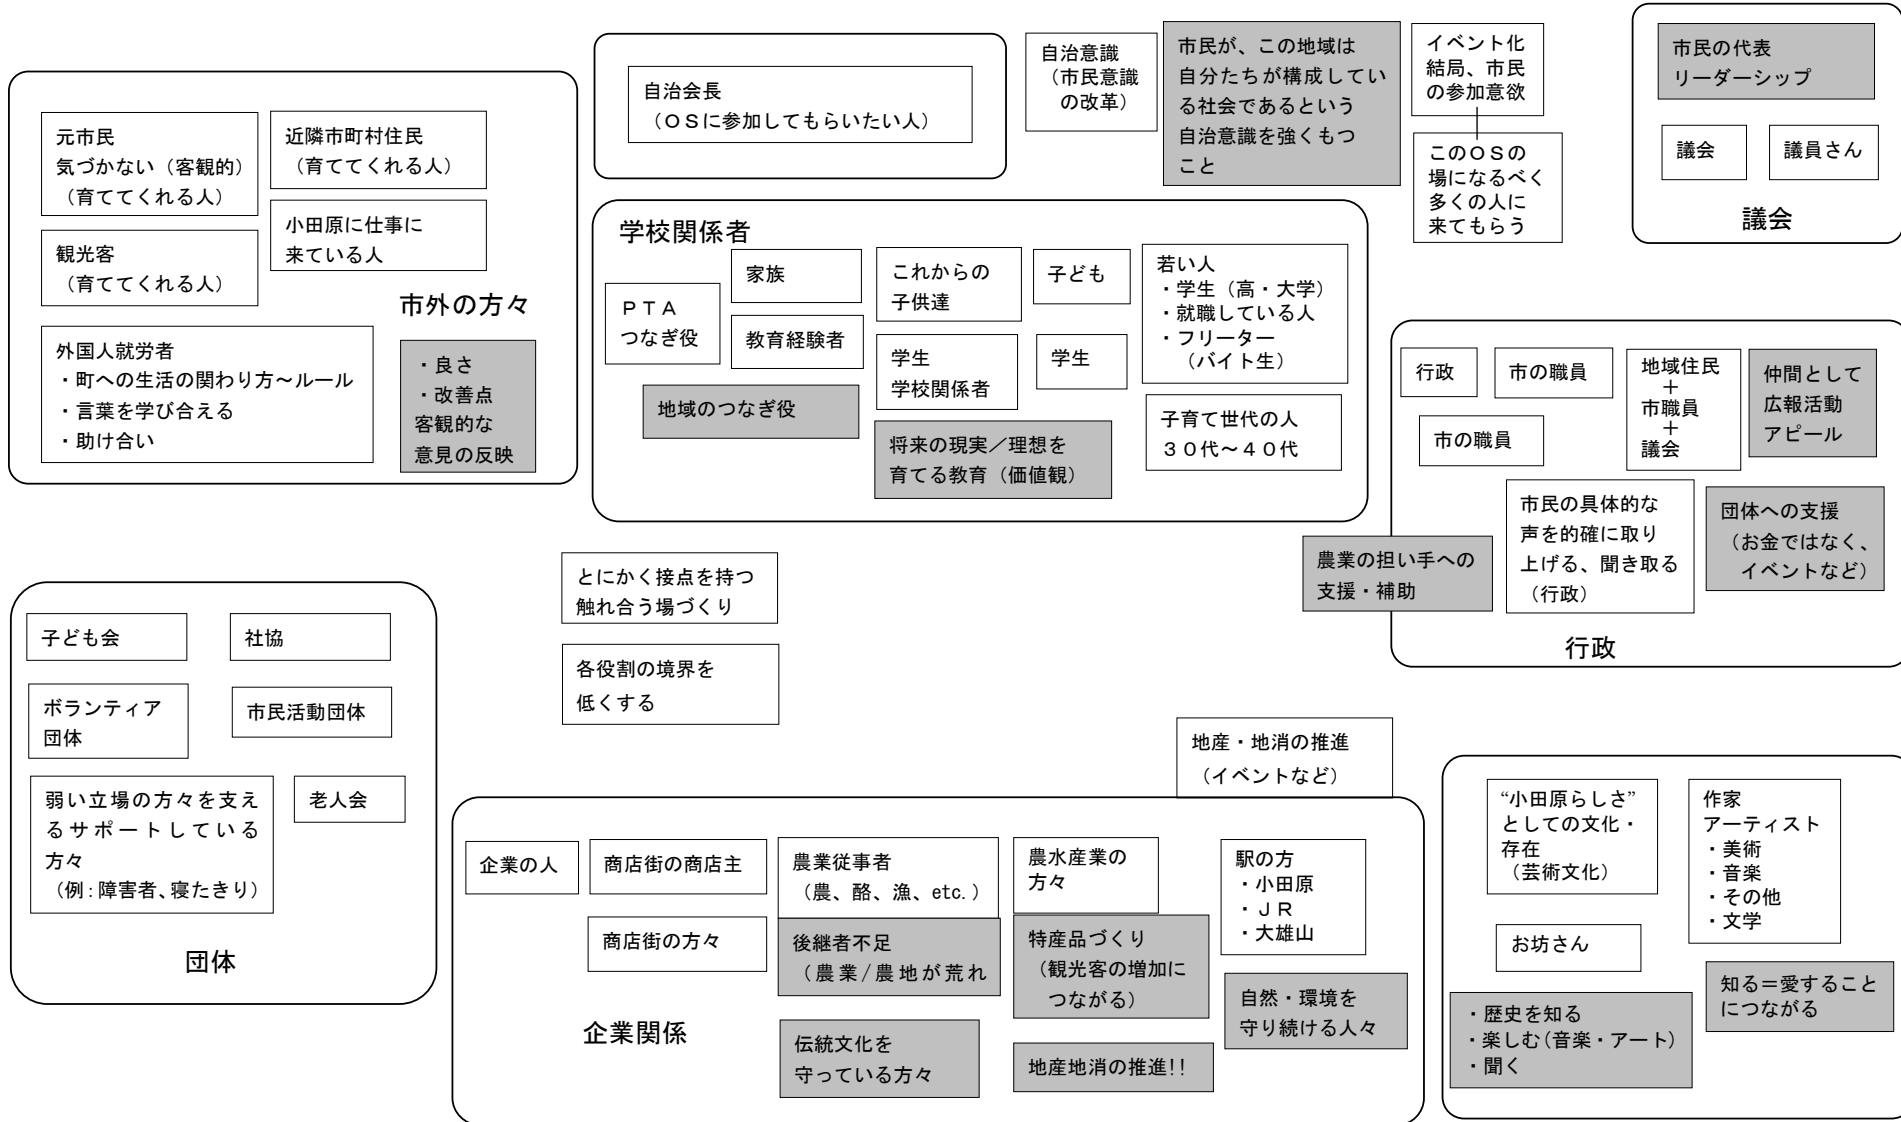 元市民
気づかない（客観的）
（育ててくれる人）
近隣市町村住民
（育ててくれる人）
小田原に仕事に
来ている人
観光客
（育ててくれる人）
市外の方々
外国人就労者
・町への生活の関わり方～ルール
・言葉を学び合える
・助け合い
・良さ
・改善点
客観的な
意見の反映
自治会長
（ＯＳに参加してもらいたい人）
自治意識
（市民意識
の改革）
市民が、この地域は
自分たちが構成してい
る社会であるという
自治意識を強くもつ
こと
イベント化
結局、市民
の参加意欲
このＯＳの
場になるべく
多くの人に
来てもらう
市民の代表
リーダーシップ
議会
議員さん
議会
学校関係者
ＰＴＡ
つなぎ役
家族
教育経験者
これからの
子供達
子ども
学生
学校関係者
学生
若い人
・学生（高・大学）
・就職している人
・フリーター
（バイト生）
地域のつなぎ役
将来の現実／理想を
育てる教育（価値観）
子育て世代の人
３０代～４０代
行政
市の職員
市の職員
地域住民
＋
市職員
＋
議会
仲間として
広報活動
アピール
市民の具体的な
声を的確に取り
上げる、聞き取る
（行政）
団体への支援
（お金ではなく、
イベントなど）
農業の担い手への
支援・補助
行政
とにかく接点を持つ
触れ合う場づくり
各役割の境界を
低くする
子ども会
社協
ボランティア
団体
市民活動団体
弱い立場の方々を支え
るサポートしている
方々
（例：障害者、寝たきり）
老人会
団体
地産・地消の推進
（イベントなど）
企業の人
商店街の商店主
商店街の方々
農業従事者
（農、酪、漁、etc.）
後継者不足
（農業/農地が荒れ
伝統文化を
守っている方々
農水産業の
方々
特産品づくり
（観光客の増加に
つながる）
地産地消の推進!!
駅の方
・小田原
・ＪＲ
・大雄山
自然・環境を
守り続ける人々
企業関係
“小田原らしさ”
としての文化・
存在
（芸術文化）
作家
アーティスト
・美術
・音楽
・その他
・文学
お坊さん
知る＝愛すること
につながる
・歴史を知る
・楽しむ（音楽・アート）
・聞く